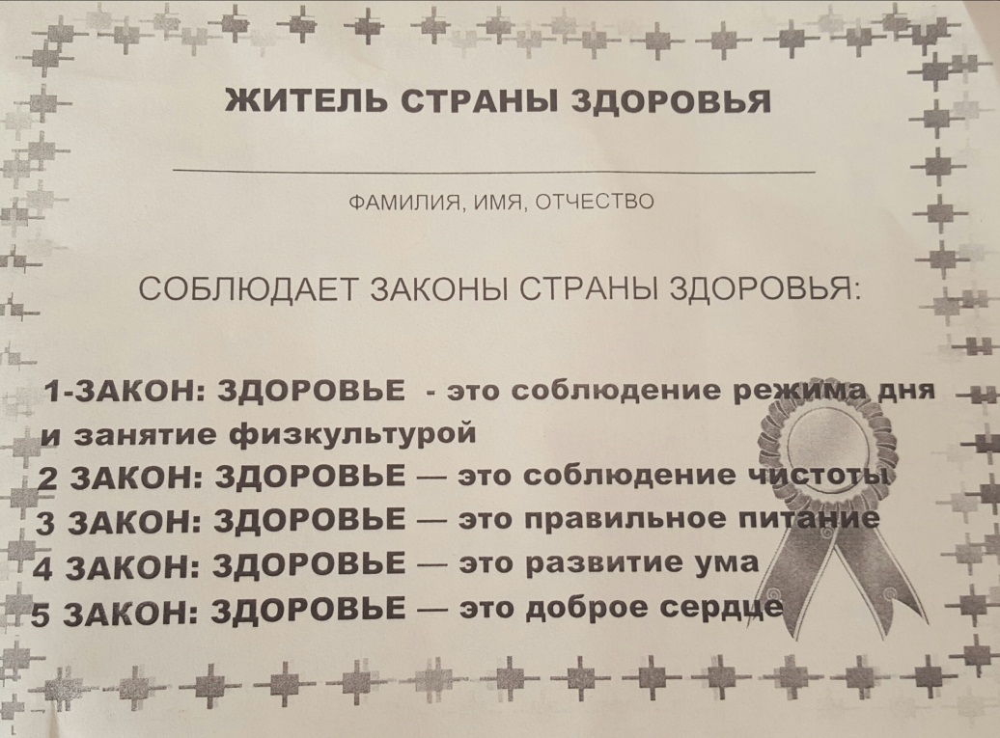 ЖИТЕЛЬ СТРАНЫ ЗДОРОВЬЯ
ФАМИЛИЯ, ИМЯ, ОТЧЕСТВО
СОБЛЮДАЕТ ЗАКОНЫ СТРАНЫ ЗДОРОВЬЯ:
1-ЗАКОН: ЗДОРОВЬЕ - это соблюдение режима дня
и занятие физкультурой
2 ЗАКОН: ЗДОРОВЬЕ — это соблюдение чистоты
3 ЗАКОН: ЗДОРОВЬЕ — это правильное питание
4 ЗАКОН: ЗДОРОВЬЕ — это развитие ума
5 ЗАКОН: ЗДОРОВЬЕ — это доброе сердце